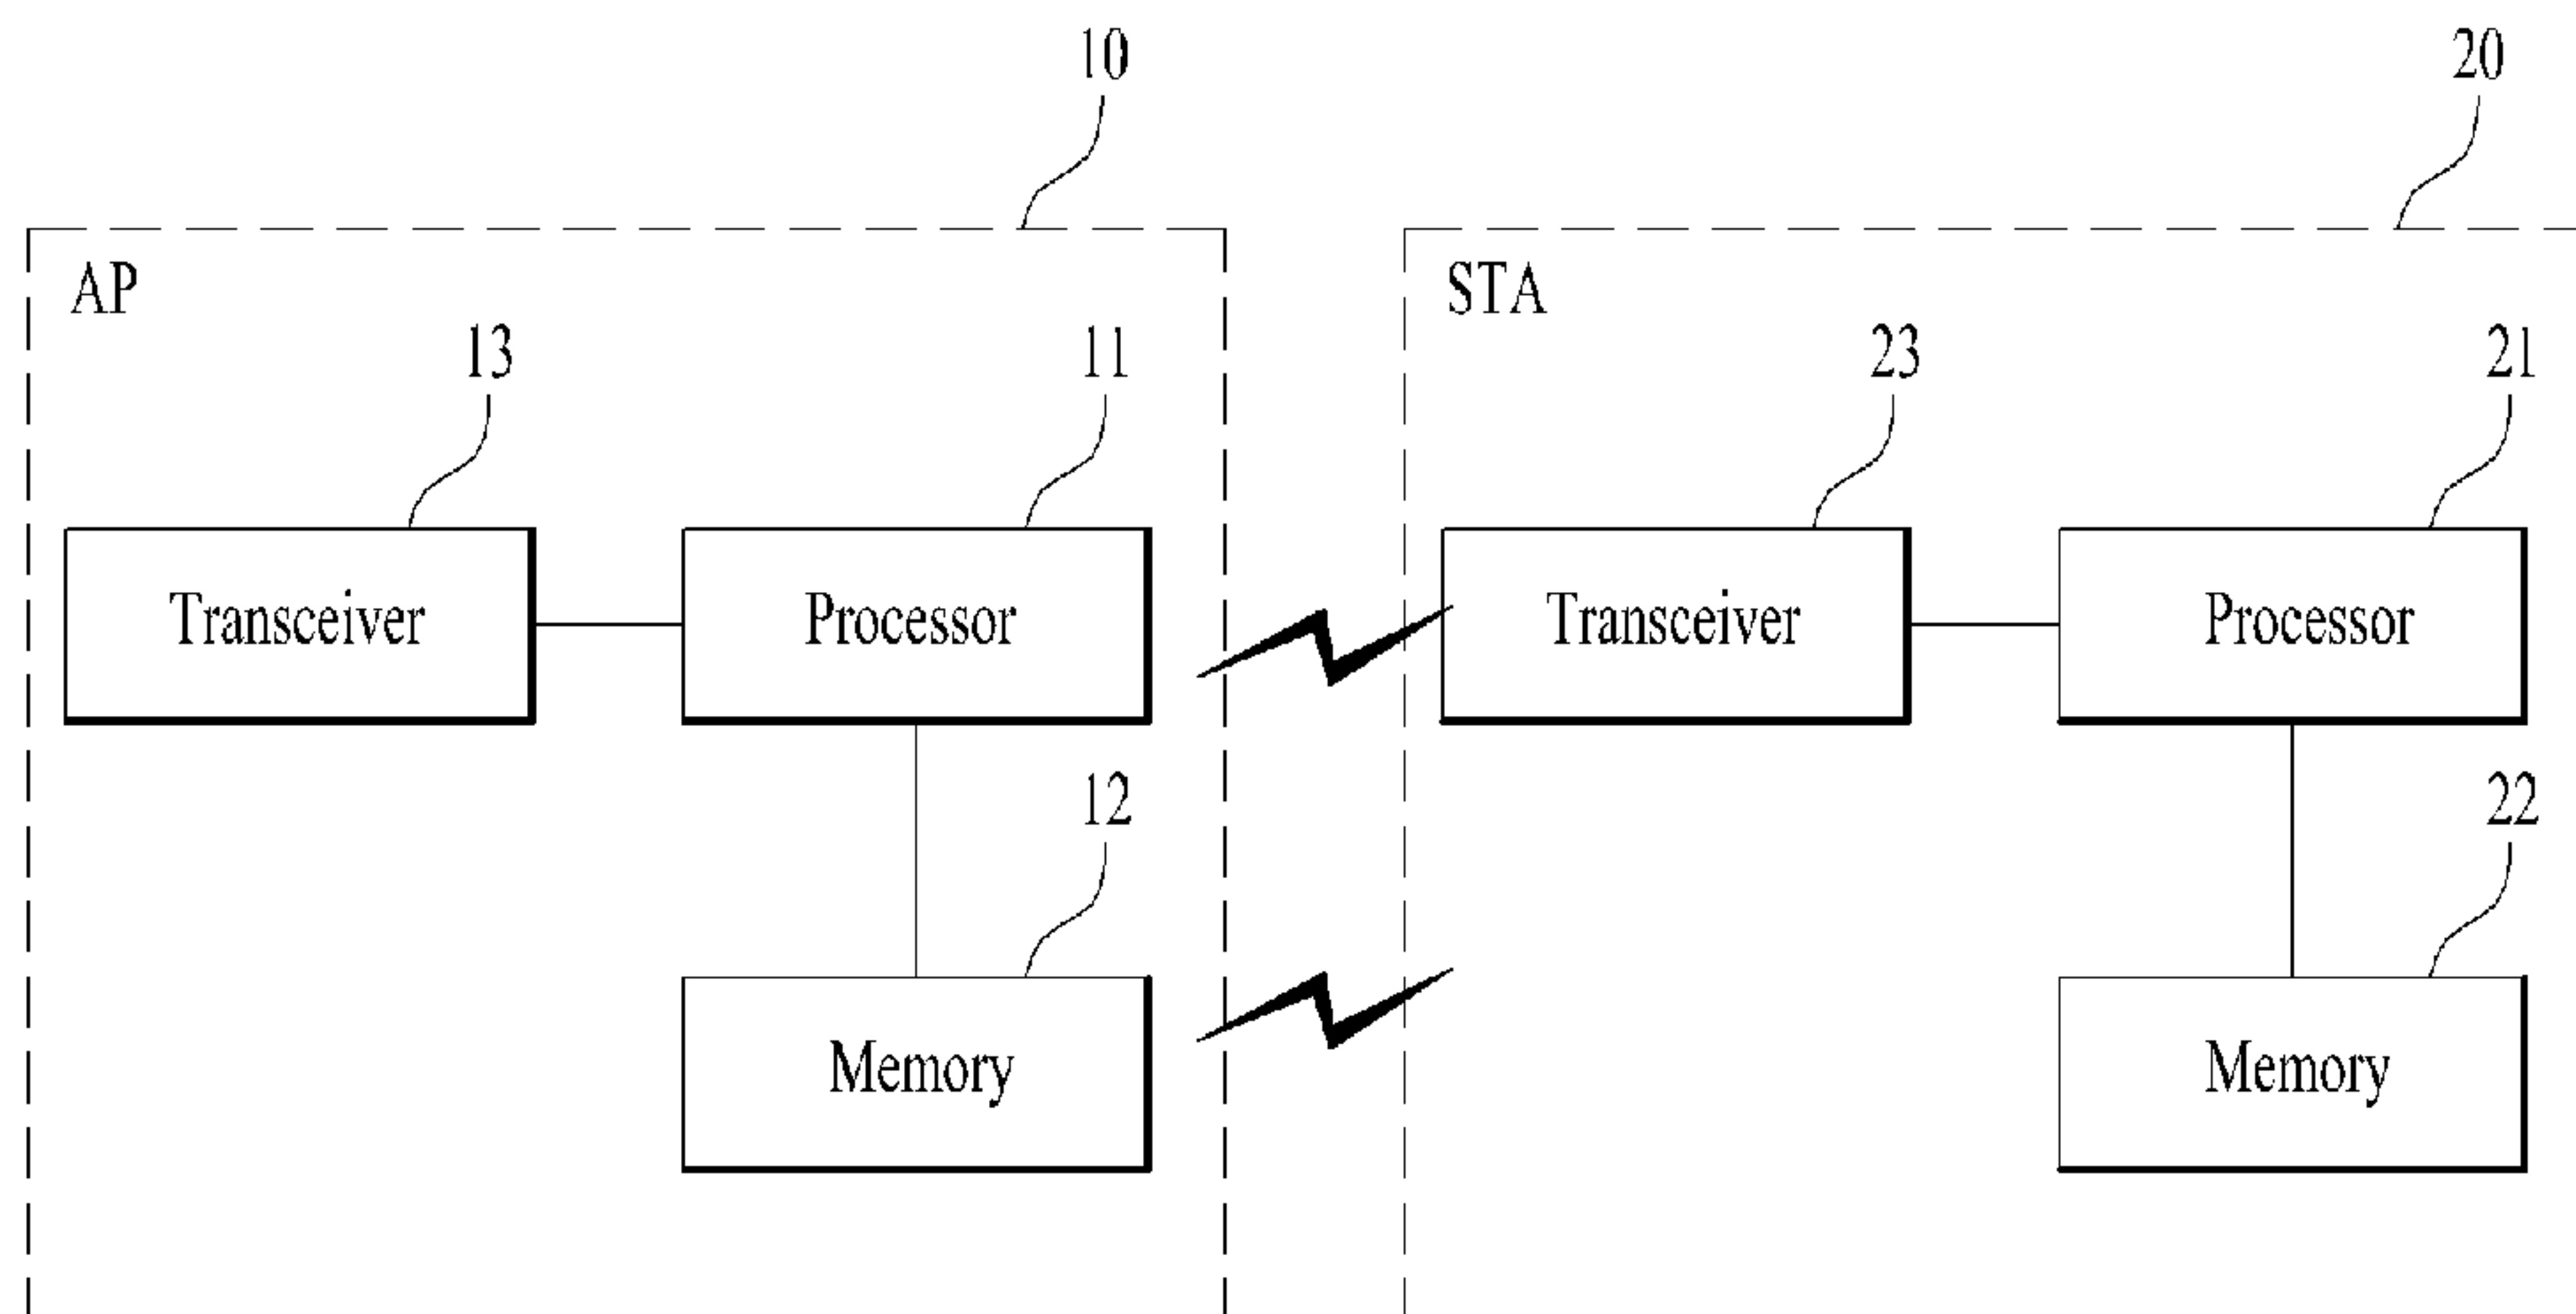 10
20
AP
STA
13
11
23
21
Transceiver
Processor
Transceiver
Processor
12
22
Memory
Memory